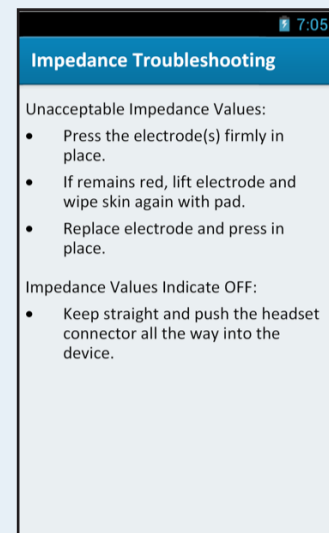 7:05
Impedance Troubleshooting
Unacceptable Impedance Values:
• Press the electrode(s) firmly in
place.
• If remains red, lift electrode and
wipe skin again with pad.
• Replace electrode and press in
place.
Impedance Values Indicate OFF:
• Keep straight and push the headset
connector all the way into the
device.